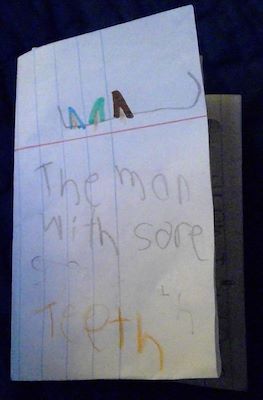 The man
with sore
Teeth